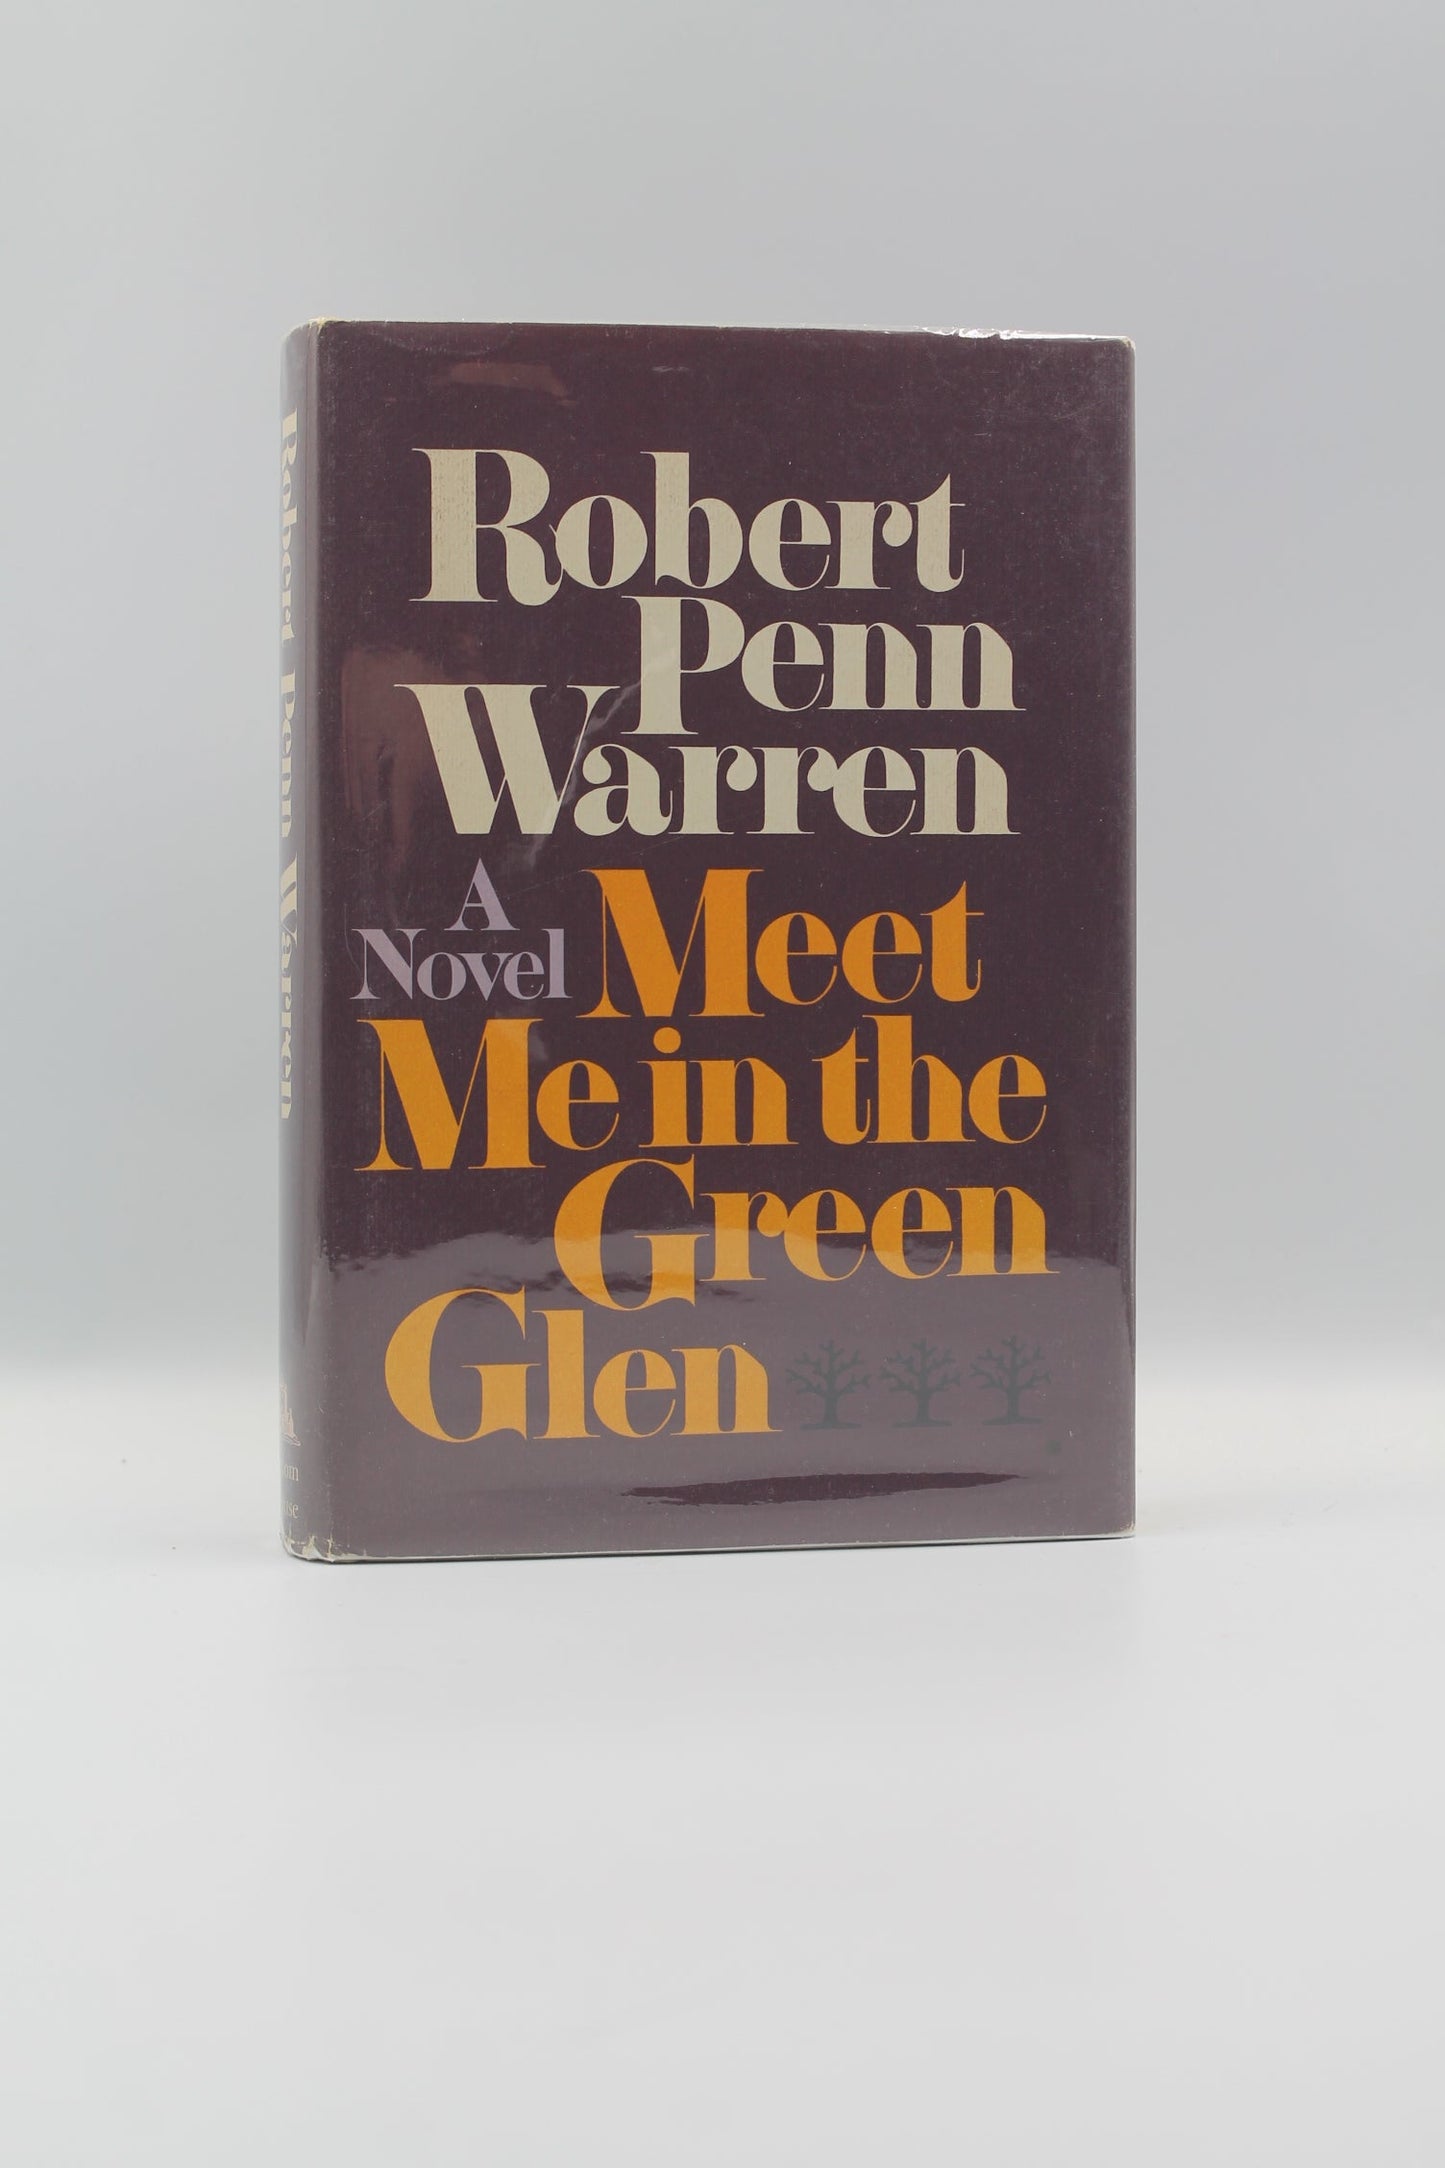 Robert
Penn
Warren
A
Novel
Meet
Me in the
Green
Glen
Robert Penn Warren